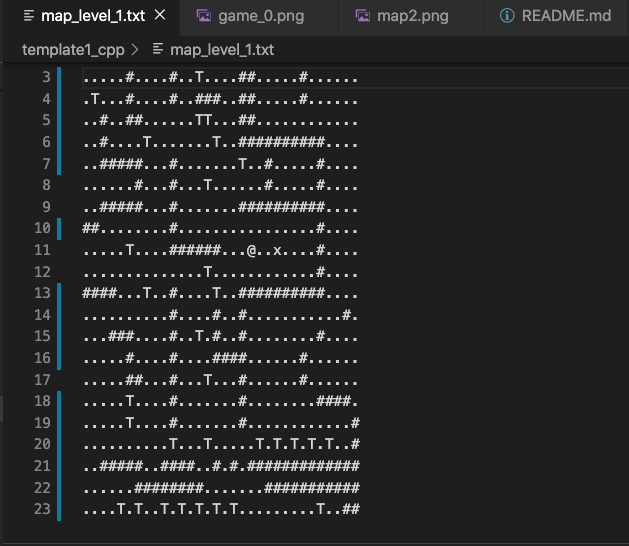 map_level_1.txt × game_0.png map2.png README.md
template1_cpp > map_level_1.txt
3 .....#....#..T....##.....#......
4 .T...#....#..###..##.....#......
5 ..#..##......TT...##............
6 ..#....T.......T..##########....
7 ..#####...#.......T..#.....#....
8 ......#...#...T......#.....#....
9 ..#####...#.......##########....
10 ##........#................#....
11 .....T....######...@..x....#....
12 ..............T............#....
13 ####...T..#....T..##########....
14 ..........#....#..#...........#.
15 ...###....#..T.#..#........#....
16 .....#....#....####......#......
17 .....##...#...T...#......#......
18 .....T....#.......#........####.
19 .....T....#.......#............#
20 ..........T...T.....T.T.T.T.T..#
21 ..#####..####..#.#.#############
22 ......########.......###########
23 ....T.T..T.T.T.T.T.........T..##